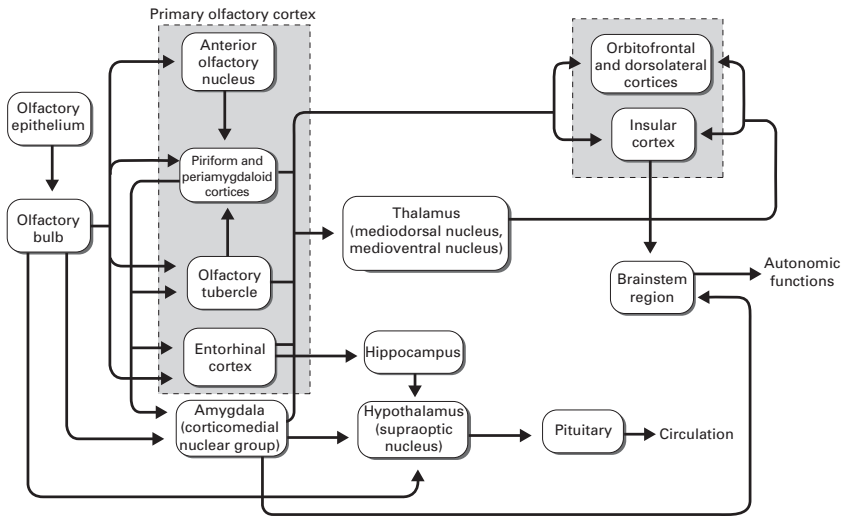 Primary olfactory cortex
Anterior
olfactory
nucleus
Orbitofrontal
and dorsolateral
cortices
Olfactory
epithelium
Insular
cortex
Piriform and
periamygdaloid
cortices
Olfactory
bulb
Thalamus
(mediodorsal nucleus,
medioventral nucleus)
Olfactory
tubercle
Brainstem
region
Autonomic
functions
Entorhinal
cortex
Hippocampus
Amygdala
(corticomedial
nuclear group)
Hypothalamus
(supraoptic
nucleus)
Pituitary
Circulation